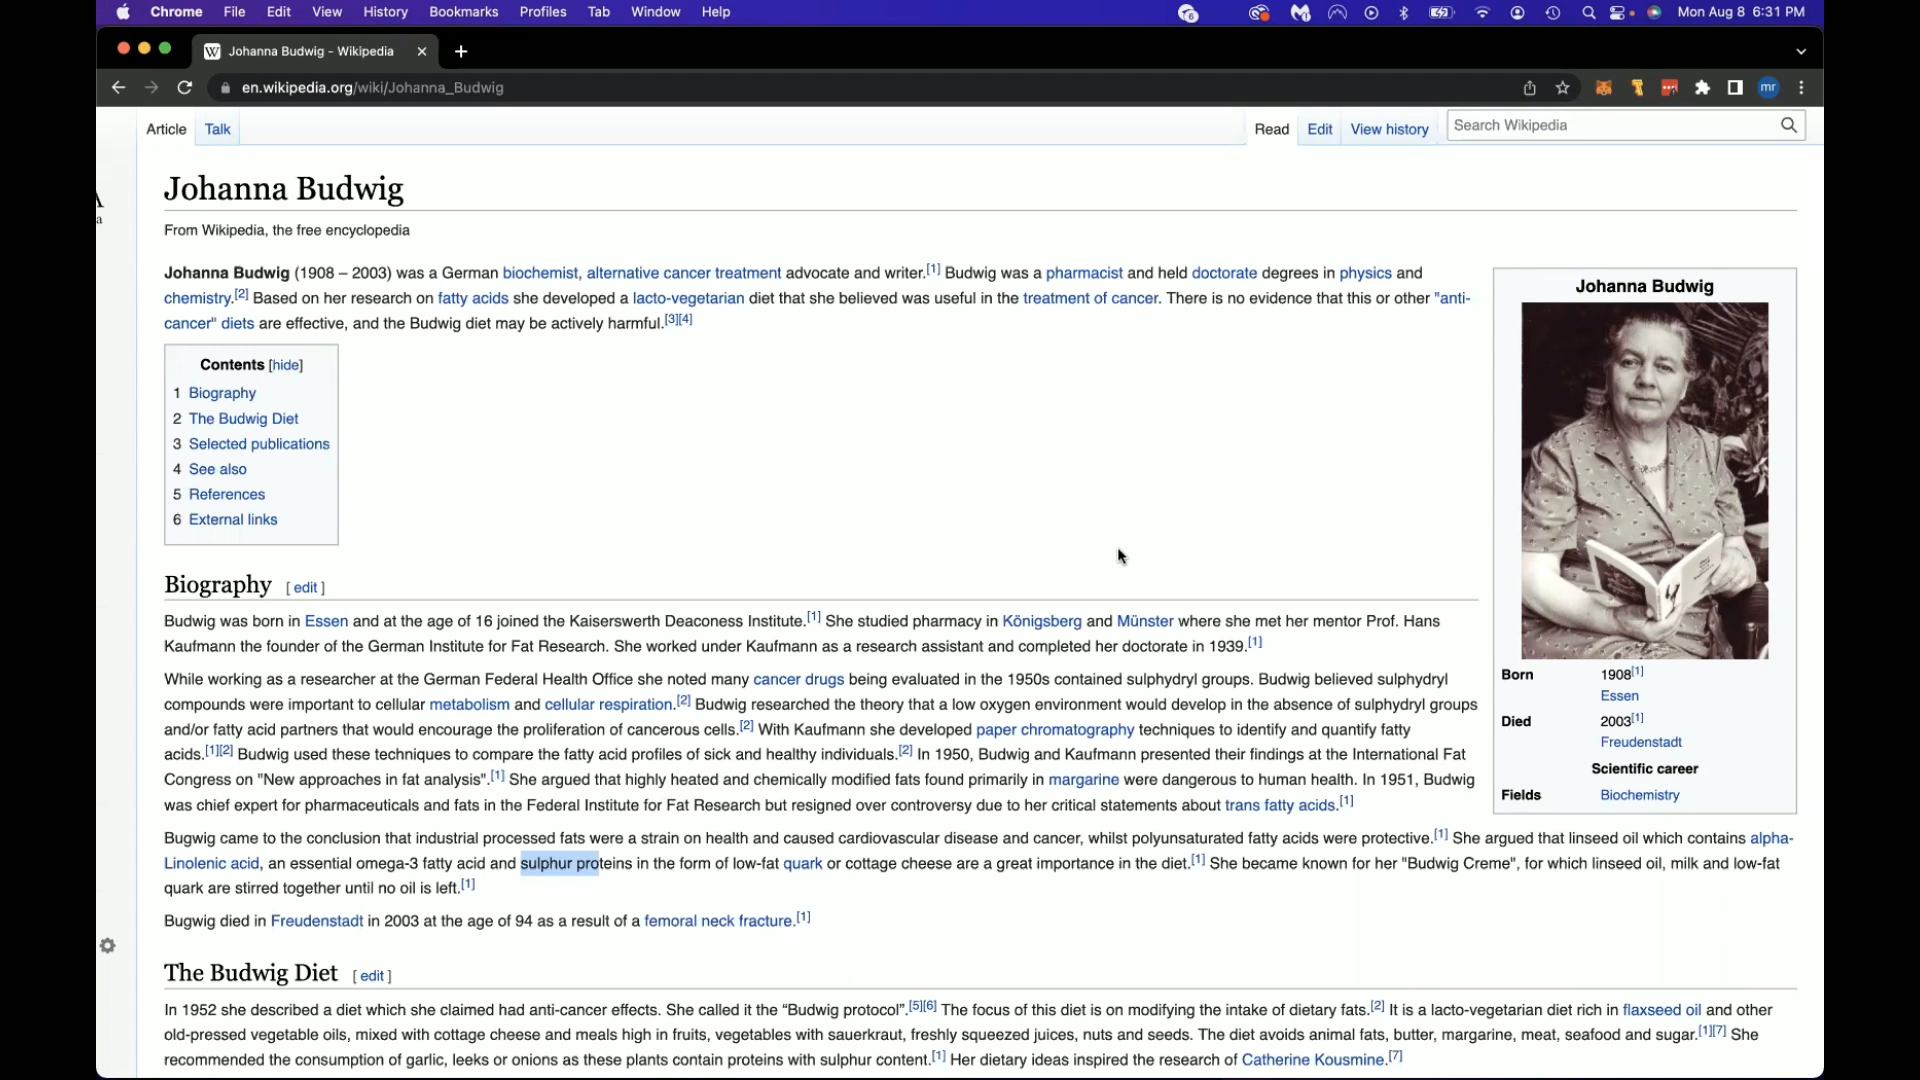 Chrome File Edit View History Bookmarks Profiles Tab Window Help Mon Aug 8 6:31 PM
Johanna Budwig - Wikipedia
en.wikipedia.org/wiki/Johanna_Budwig mr
Article Talk Read Edit View history Search Wikipedia
Johanna Budwig
From Wikipedia, the free encyclopedia
Johanna Budwig (1908 – 2003) was a German biochemist, alternative cancer treatment advocate and writer.[1] Budwig was a pharmacist and held doctorate degrees in physics and
chemistry.[2] Based on her research on fatty acids she developed a lacto-vegetarian diet that she believed was useful in the treatment of cancer. There is no evidence that this or other "anti-
cancer" diets are effective, and the Budwig diet may be actively harmful.[3][4]
Contents [hide]
1 Biography
2 The Budwig Diet
3 Selected publications
4 See also
5 References
6 External links
Johanna Budwig
Born 1908[1]
Essen
Died 2003[1]
Freudenstadt
Scientific career
Fields Biochemistry
Biography [ edit ]
Budwig was born in Essen and at the age of 16 joined the Kaiserswerth Deaconess Institute.[1] She studied pharmacy in Königsberg and Münster where she met her mentor Prof. Hans
Kaufmann the founder of the German Institute for Fat Research. She worked under Kaufmann as a research assistant and completed her doctorate in 1939.[1]
While working as a researcher at the German Federal Health Office she noted many cancer drugs being evaluated in the 1950s contained sulphydryl groups. Budwig believed sulphydryl
compounds were important to cellular metabolism and cellular respiration.[2] Budwig researched the theory that a low oxygen environment would develop in the absence of sulphydryl groups
and/or fatty acid partners that would encourage the proliferation of cancerous cells.[2] With Kaufmann she developed paper chromatography techniques to identify and quantify fatty
acids.[1][2] Budwig used these techniques to compare the fatty acid profiles of sick and healthy individuals.[2] In 1950, Budwig and Kaufmann presented their findings at the International Fat
Congress on "New approaches in fat analysis".[1] She argued that highly heated and chemically modified fats found primarily in margarine were dangerous to human health. In 1951, Budwig
was chief expert for pharmaceuticals and fats in the Federal Institute for Fat Research but resigned over controversy due to her critical statements about trans fatty acids.[1]
Bugwig came to the conclusion that industrial processed fats were a strain on health and caused cardiovascular disease and cancer, whilst polyunsaturated fatty acids were protective.[1] She argued that linseed oil which contains alpha-
Linolenic acid, an essential omega-3 fatty acid and sulphur proteins in the form of low-fat quark or cottage cheese are a great importance in the diet.[1] She became known for her "Budwig Creme", for which linseed oil, milk and low-fat
quark are stirred together until no oil is left.[1]
Bugwig died in Freudenstadt in 2003 at the age of 94 as a result of a femoral neck fracture.[1]
The Budwig Diet [ edit ]
In 1952 she described a diet which she claimed had anti-cancer effects. She called it the “Budwig protocol”.[5][6] The focus of this diet is on modifying the intake of dietary fats.[2] It is a lacto-vegetarian diet rich in flaxseed oil and other
old-pressed vegetable oils, mixed with cottage cheese and meals high in fruits, vegetables with sauerkraut, freshly squeezed juices, nuts and seeds. The diet avoids animal fats, butter, margarine, meat, seafood and sugar.[1][7] She
recommended the consumption of garlic, leeks or onions as these plants contain proteins with sulphur content.[1] Her dietary ideas inspired the research of Catherine Kousmine.[7]